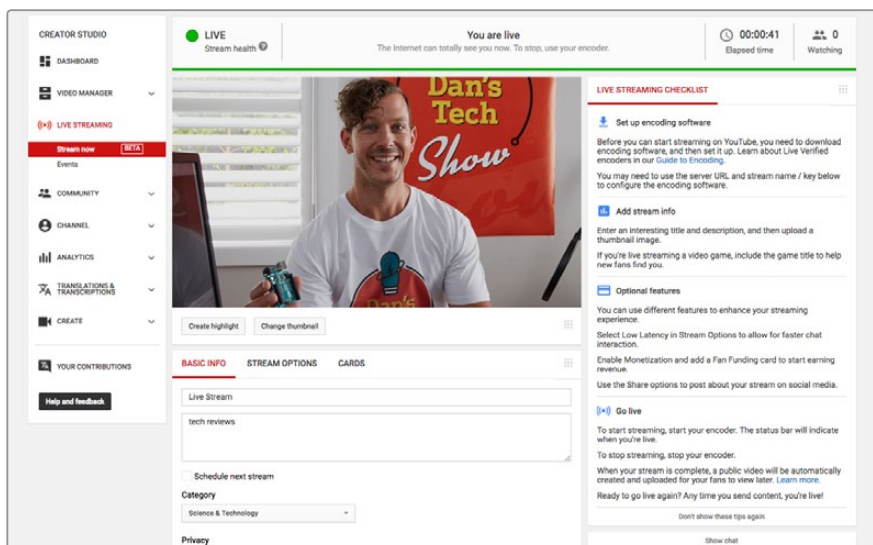 CREATOR STUDIO
DASHBOARD
VIDEO MANAGER
LIVE STREAMING
Stream now BETA
Events
COMMUNITY
CHANNEL
ANALYTICS
TRANSLATIONS &
TRANSCRIPTIONS
CREATE
YOUR CONTRIBUTIONS
Help and feedback
LIVE
Stream health ?
You are live
The Internet can totally see you now. To stop, use your encoder.
00:00:41
Elapsed time
0
Watching
Dan's
Tech
Show
Dan's
Create highlight
Change thumbnail
BASIC INFO STREAM OPTIONS CARDS
Live Stream
tech reviews
Schedule next stream
Category
Science & Technology
Privacy
LIVE STREAMING CHECKLIST
Set up encoding software
Before you can start streaming on YouTube, you need to download
encoding software, and then set it up. Learn about Live Verified
encoders in our Guide to Encoding.
You may need to use the server URL and stream name / key below
to configure the encoding software.
Add stream info
Enter an interesting title and description, and then upload a
thumbnail image.
If you're live streaming a video game, include the game title to help
new fans find you.
Optional features
You can use different features to enhance your streaming
experience.
Select Low Latency in Stream Options to allow for faster chat
interaction.
Enable Monetization and add a Fan Funding card to start earning
revenue.
Use the Share options to post about your stream on social media.
Go live
To start streaming, start your encoder. The status bar will indicate
when you're live.
To stop streaming, stop your encoder.
When your stream is complete, a public video will be automatically
created and uploaded for your fans to view later. Learn more.
Ready to go live again? Any time you send content, you're live!
Don't show these tips again
Show chat